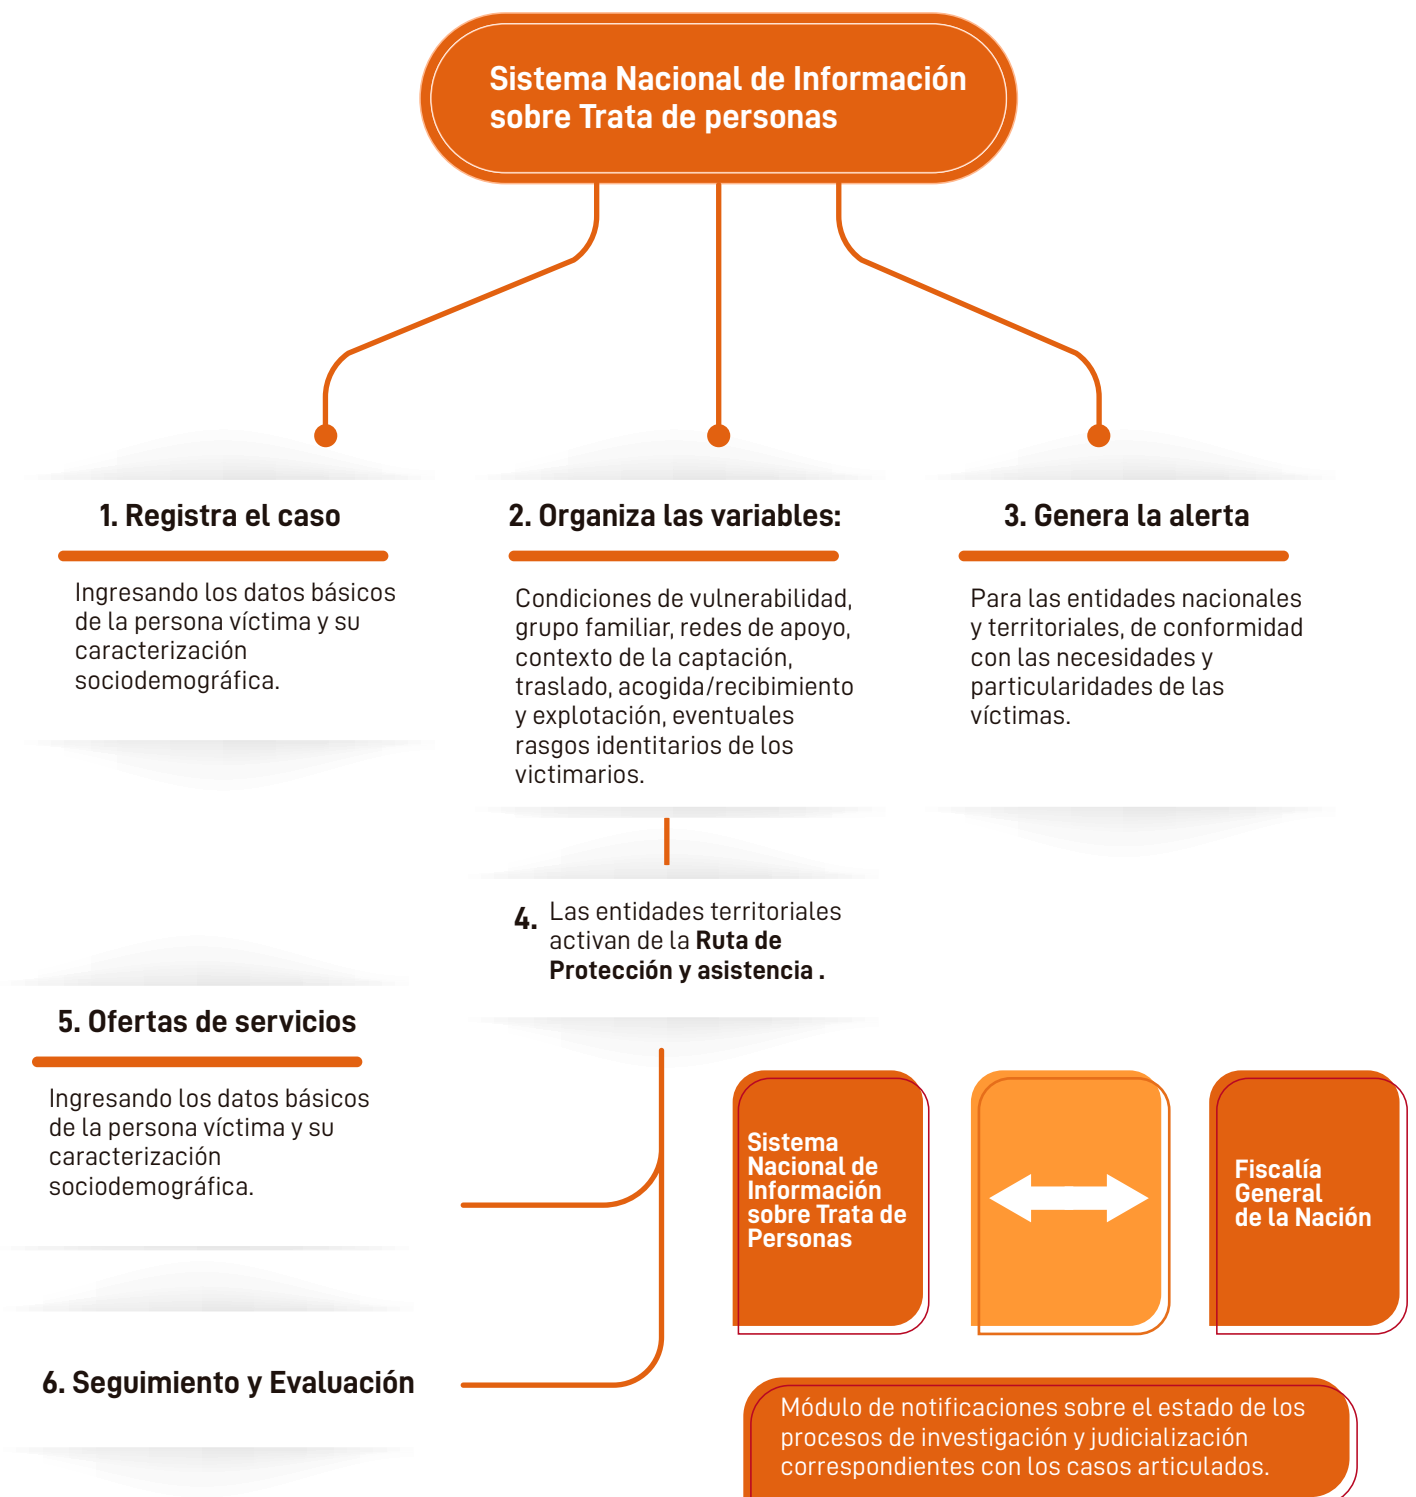 Sistema Nacional de Información
sobre Trata de personas
1. Registra el caso
Ingresando los datos básicos
de la persona víctima y su
caracterización
sociodemográfica.
2. Organiza las variables:
Condiciones de vulnerabilidad,
grupo familiar, redes de apoyo,
contexto de la captación,
traslado, acogida/recibimiento
y explotación, eventuales
rasgos identitarios de los
victimarios.
3. Genera la alerta
Para las entidades nacionales
y territoriales, de conformidad
con las necesidades y
particularidades de las
víctimas.
4. Las entidades territoriales
activan de la Ruta de
Protección y asistencia .
5. Ofertas de servicios
Ingresando los datos básicos
de la persona víctima y su
caracterización
sociodemográfica.
6. Seguimiento y Evaluación
Sistema
Nacional de
Información
sobre Trata de
Personas
Fiscalía
General
de la Nación
Módulo de notificaciones sobre el estado de los
procesos de investigación y judicialización
correspondientes con los casos articulados.